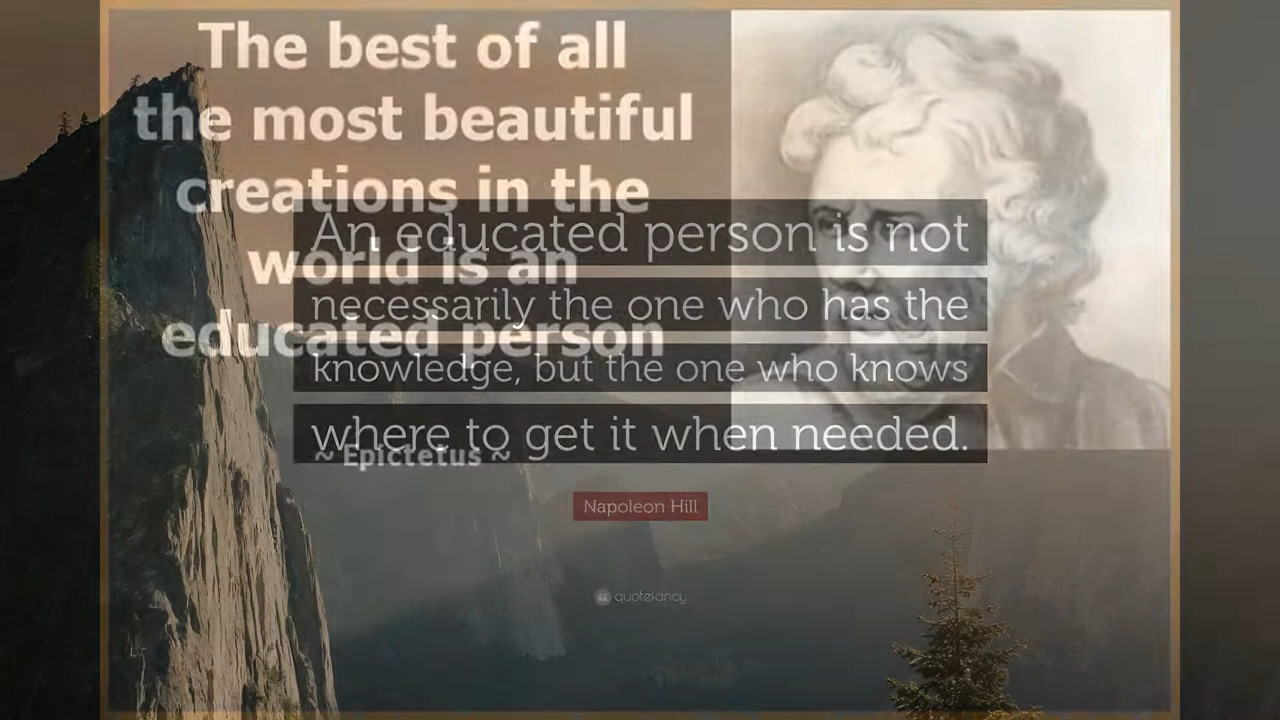 The best of all
the most beautiful
creations in the
world is an
educated person
~ Epictetus ~
An educated person is not
necessarily the one who has the
knowledge, but the one who knows
where to get it when needed.
Napoleon Hill
quotefancy